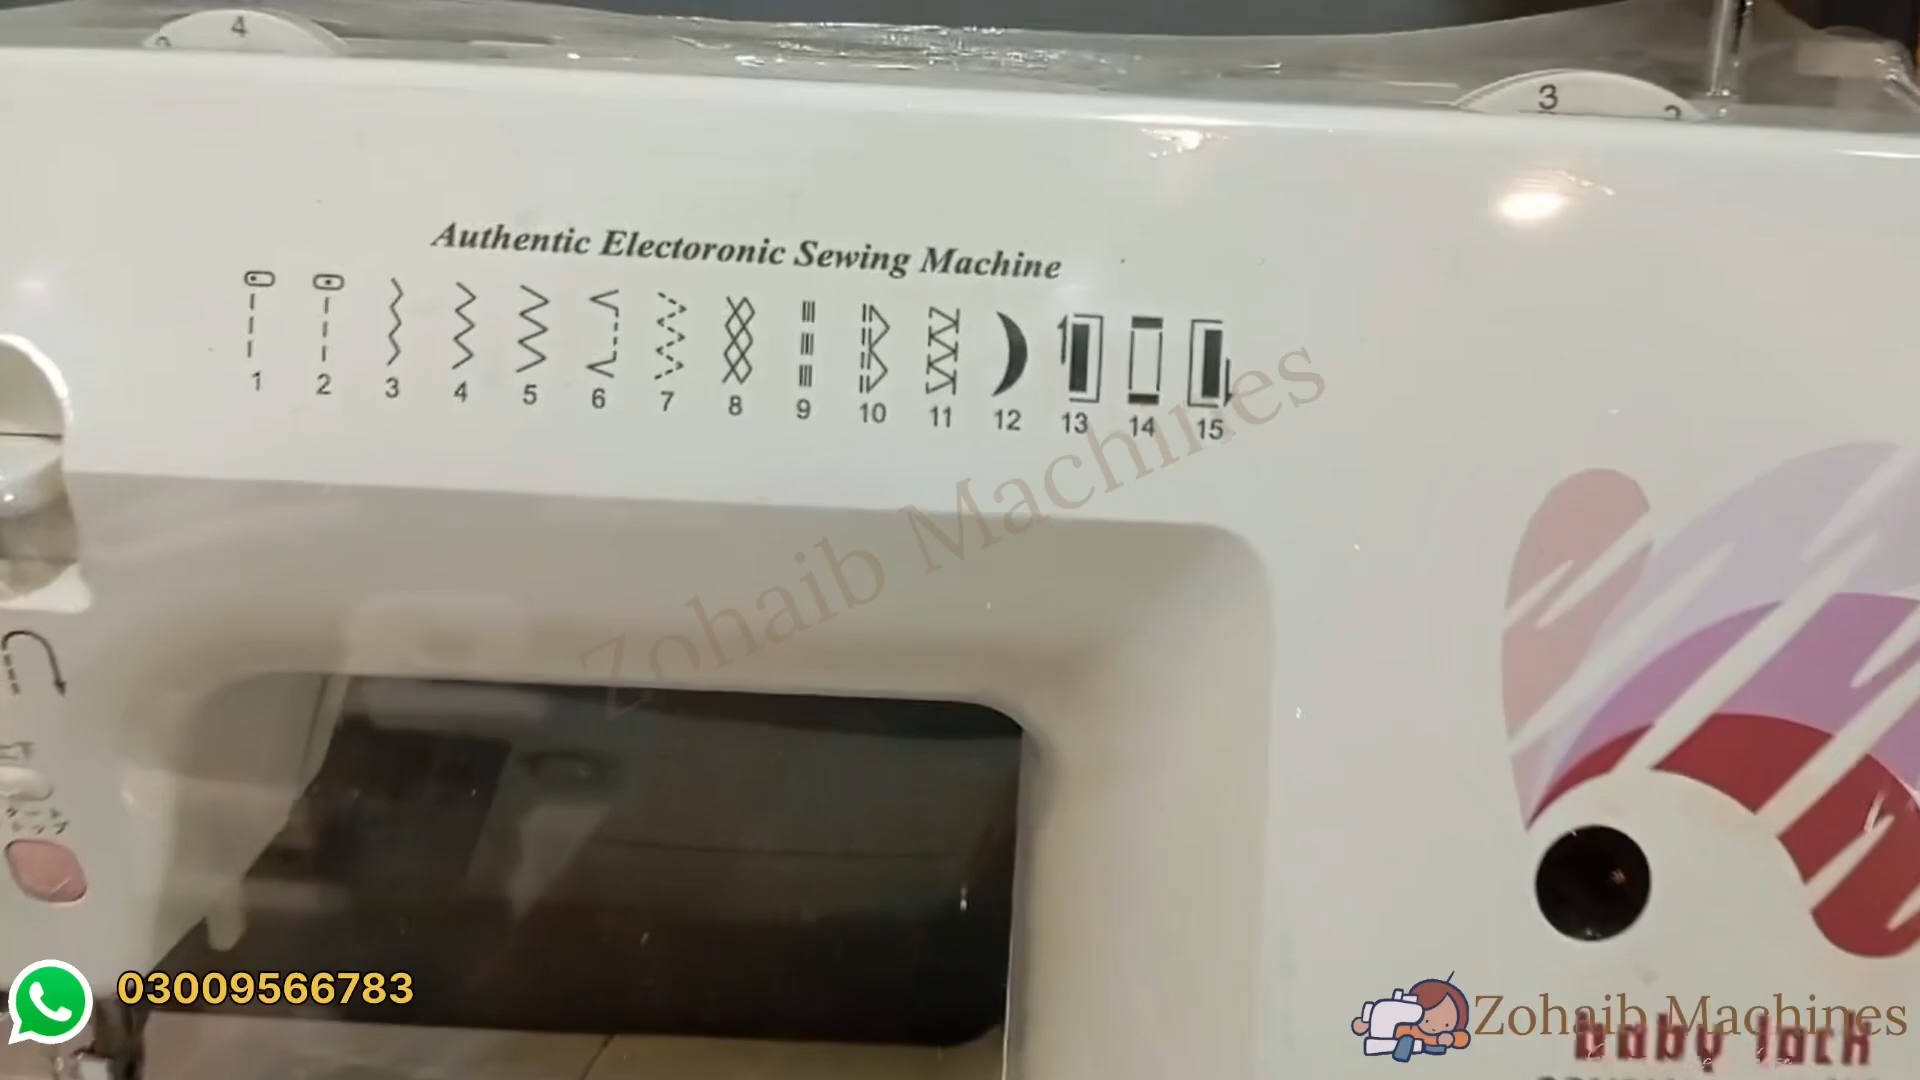 4
3
Authentic Electoronic Sewing Machine
1 2 3 4 5 6 7 8 9 10 11 12 13 14 15
Zohaib Machines
03009566783
Zohaib Machines
baby lock